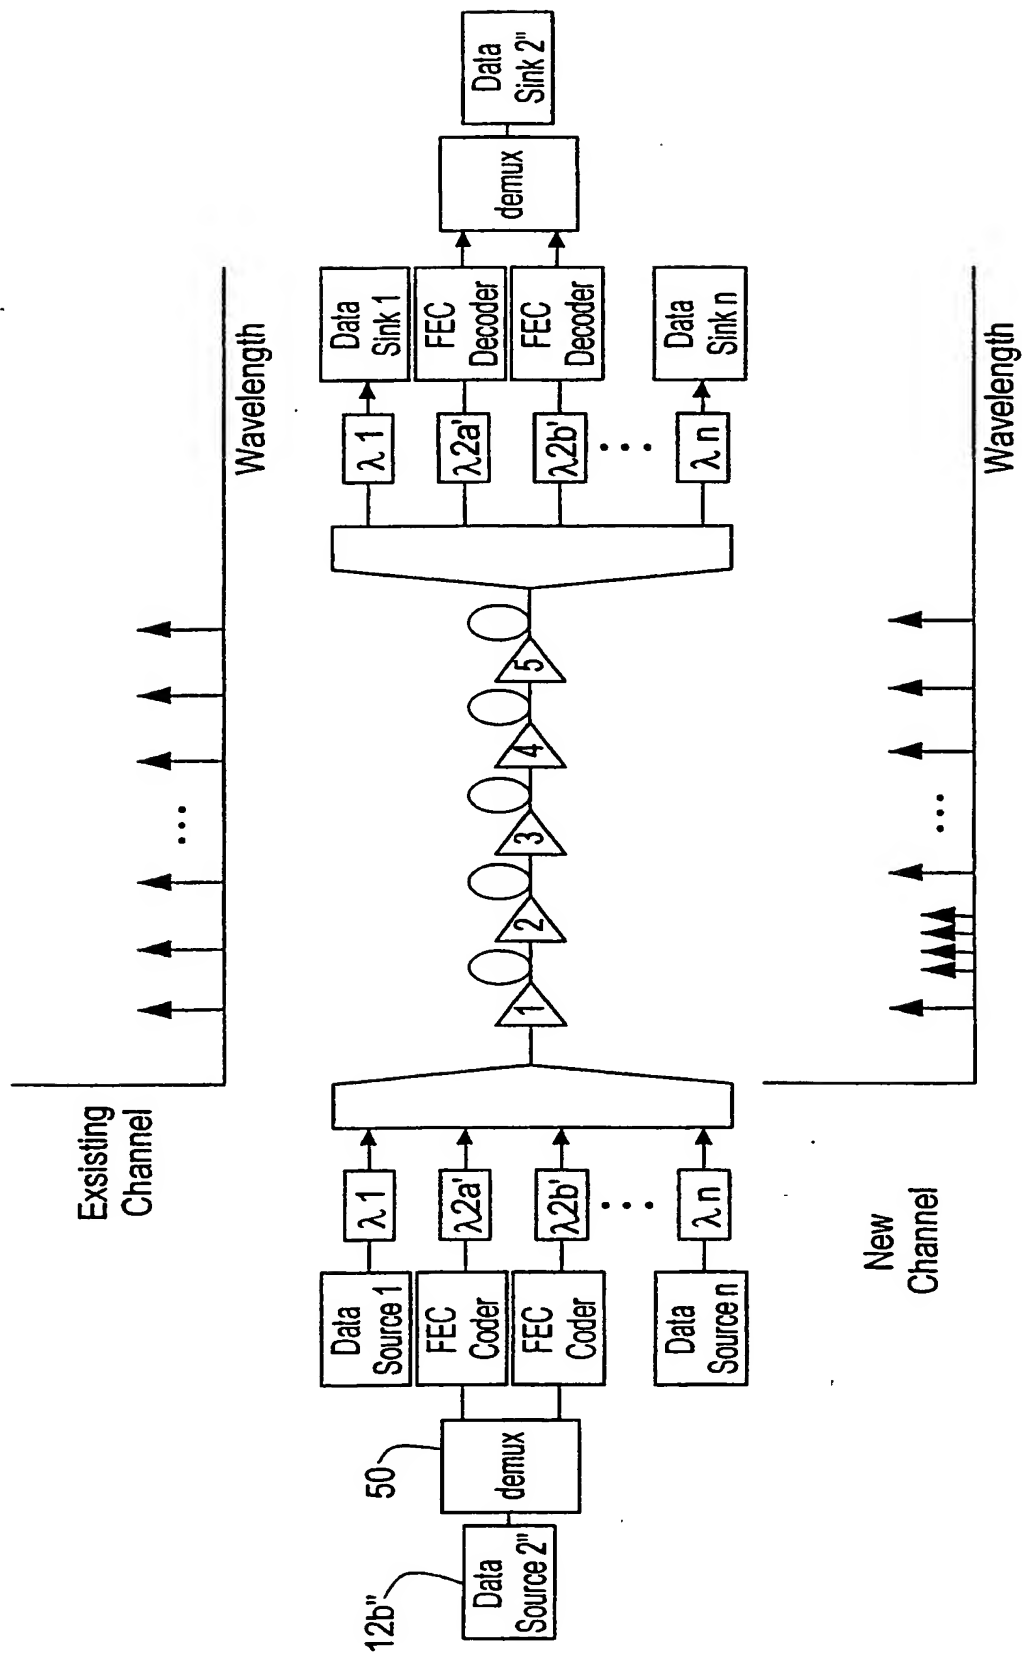 Exsisting
Channel
Wavelength
12b"
50
Data
Source 2"
demux
Data
Source 1
FEC
Coder
FEC
Coder
Data
Source n
λ 1
λ2a'
λ2b'
...
λ n
1
2
3
4
5
λ 1
λ2a'
λ2b'
...
λ n
Data
Sink 1
FEC
Decoder
FEC
Decoder
Data
Sink n
demux
Data
Sink 2"
New
Channel
Wavelength